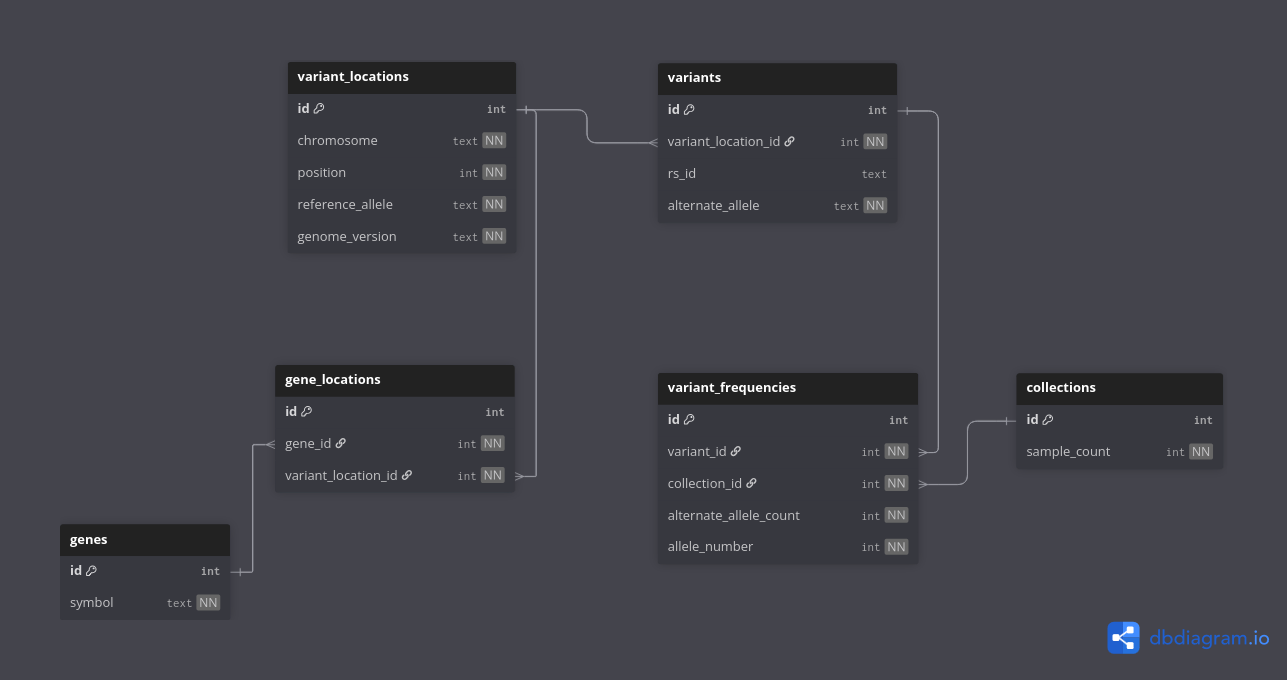 variant_locations
id int
chromosome text NN
position int NN
reference_allele text NN
genome_version text NN
variants
id int
variant_location_id int NN
rs_id text
alternate_allele text NN
gene_locations
id int
gene_id int NN
variant_location_id int NN
variant_frequencies
id int
variant_id int NN
collection_id int NN
alternate_allele_count int NN
allele_number int NN
collections
id int
sample_count int NN
genes
id int
symbol text NN
dbdiagram.io